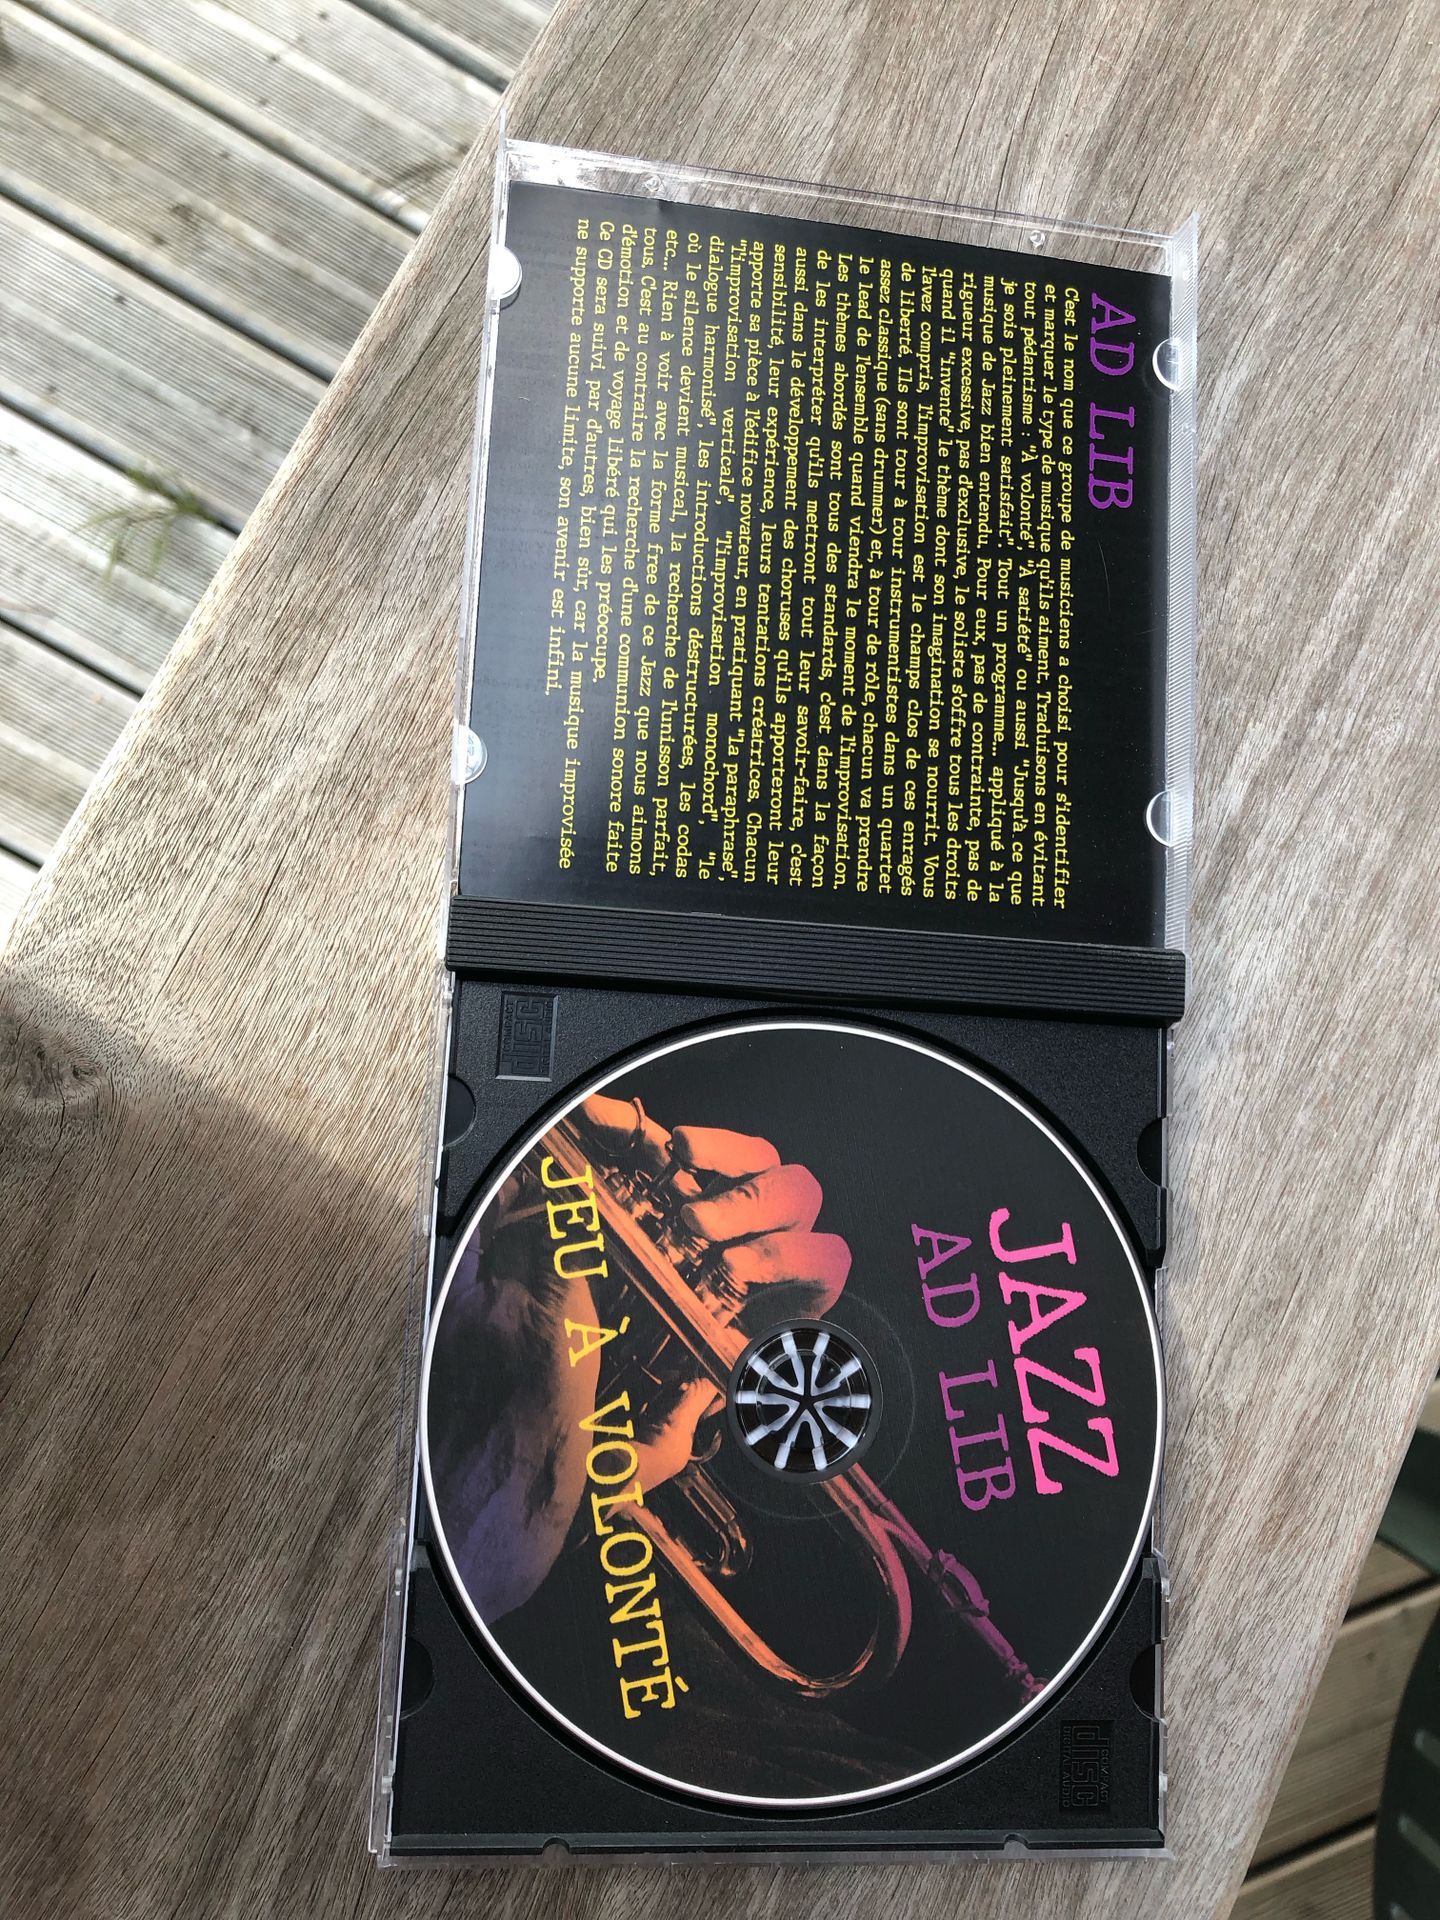 AD LIB
C'est le nom que ce groupe de musiciens a choisi pour s'identifier
et marquer le type de musique qu'ils aiment. Traduisons en évitant
tout pédantisme : "À volonté", "À satiété" ou aussi "Jusqu'à ce que
je sois pleinement satisfait". Tout un programme... appliqué à la
musique de Jazz bien entendu. Pour eux, pas de contrainte, pas de
rigueur excessive, pas d'exclusive, le soliste s'offre tous les droits
quand il "invente" le thème dont son imagination se nourrit. Vous
l'avez compris, l'improvisation est le champs clos de ces enragés
de liberté. Ils sont tour à tour instrumentistes dans un quartet
assez classique (sans drummer) et, à tour de rôle, chacun va prendre
le lead de l'ensemble quand viendra le moment de l'improvisation.
Les thèmes abordés sont tous des standards, c'est dans la façon
de les interpréter qu'ils mettront tout leur savoir-faire, c'est
aussi dans le développement des choruses qu'ils apporteront leur
sensibilité, leur expérience, leurs tentations créatrices. Chacun
apporte sa pièce à l'édifice novateur, en pratiquant "la paraphrase",
"l'improvisation verticale", "l'improvisation monochord", "le
dialogue harmonisé", les introductions déstructurées, les codas
où le silence devient musical, la recherche de l'unisson parfait,
etc... Rien à voir avec la forme free de ce Jazz que nous aimons
tous. C'est au contraire la recherche d'une communion sonore faite
d'émotion et de voyage libéré qui les préoccupe.
Ce CD sera suivi par d'autres, bien sûr, car la musique improvisée
ne supporte aucune limite, son avenir est infini.
JAZZ
AD LIB
JEU À VOLONTÉ
COMPACT
disc
DIGITAL AUDIO
COMPACT
disc
DIGITAL AUDIO